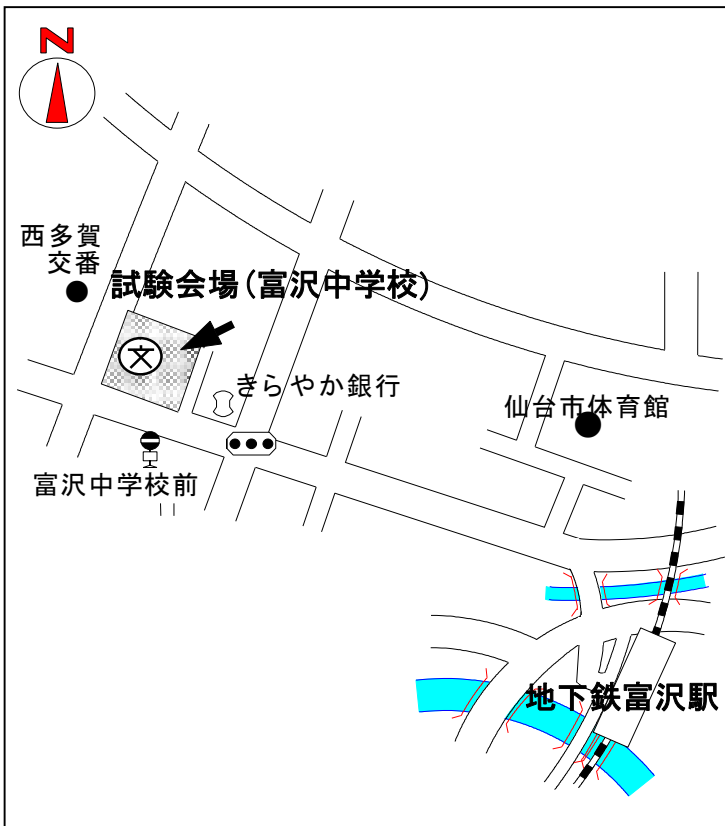 N
西多賀
交番
試験会場(富沢中学校)
文
きらやか銀行
仙台市体育館
富沢中学校前
地下鉄富沢駅